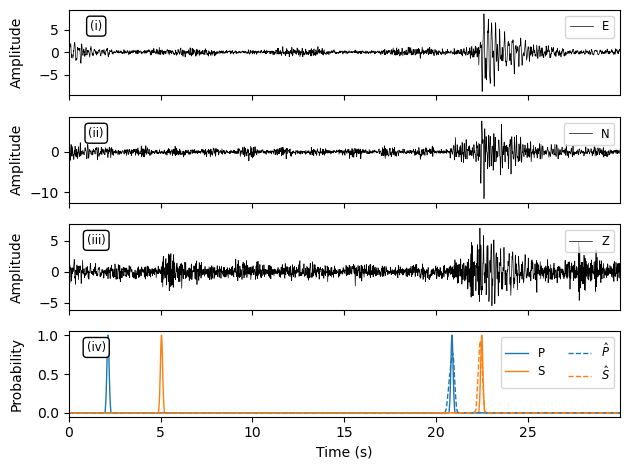 Amplitude
5
0
−5
(i)
E
Amplitude
0
−10
(ii)
N
Amplitude
5
0
−5
(iii)
Z
Probability
1.0
0.5
0.0
(iv)
P
S
P̂
Ŝ
0 5 10 15 20 25
Time (s)